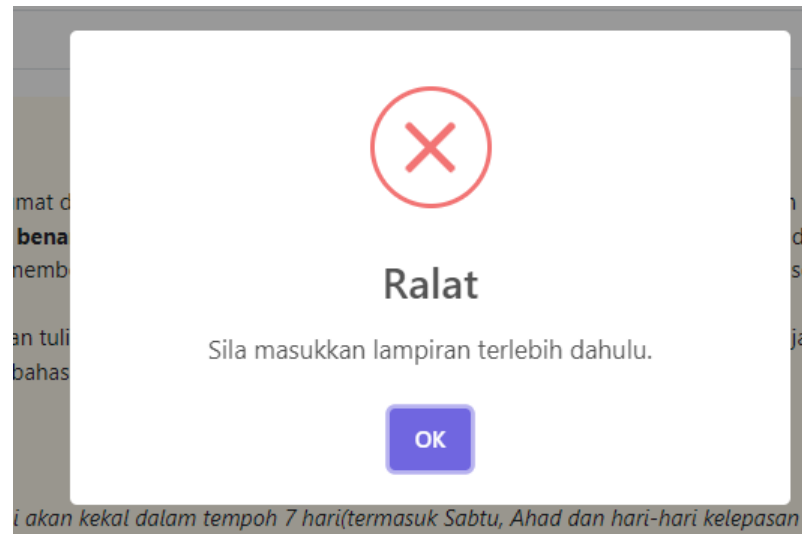 Ralat
Sila masukkan lampiran terlebih dahulu.
OK
akan kekal dalam tempoh 7 hari(termasuk Sabtu, Ahad dan hari-hari kelepasan